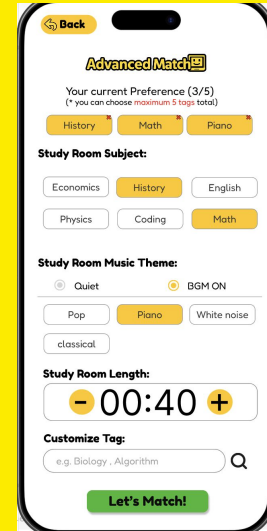 Back
Advanced Match
Your current Preference (3/5)
(* you can choose maximum 5 tags total)
History Math Piano
Study Room Subject:
Economics History English
Physics Coding Math
Study Room Music Theme:
Quiet BGM ON
Pop Piano White noise
classical
Study Room Length:
- 00:40 +
Customize Tag:
e.g. Biology , Algorithm
Let's Match!